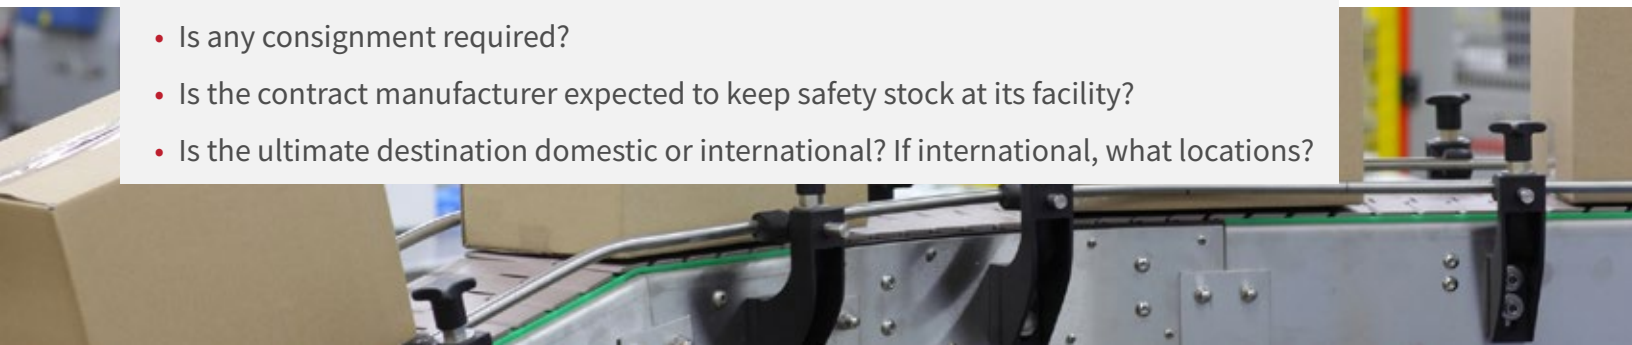 • Is any consignment required?
• Is the contract manufacturer expected to keep safety stock at its facility?
• Is the ultimate destination domestic or international? If international, what locations?